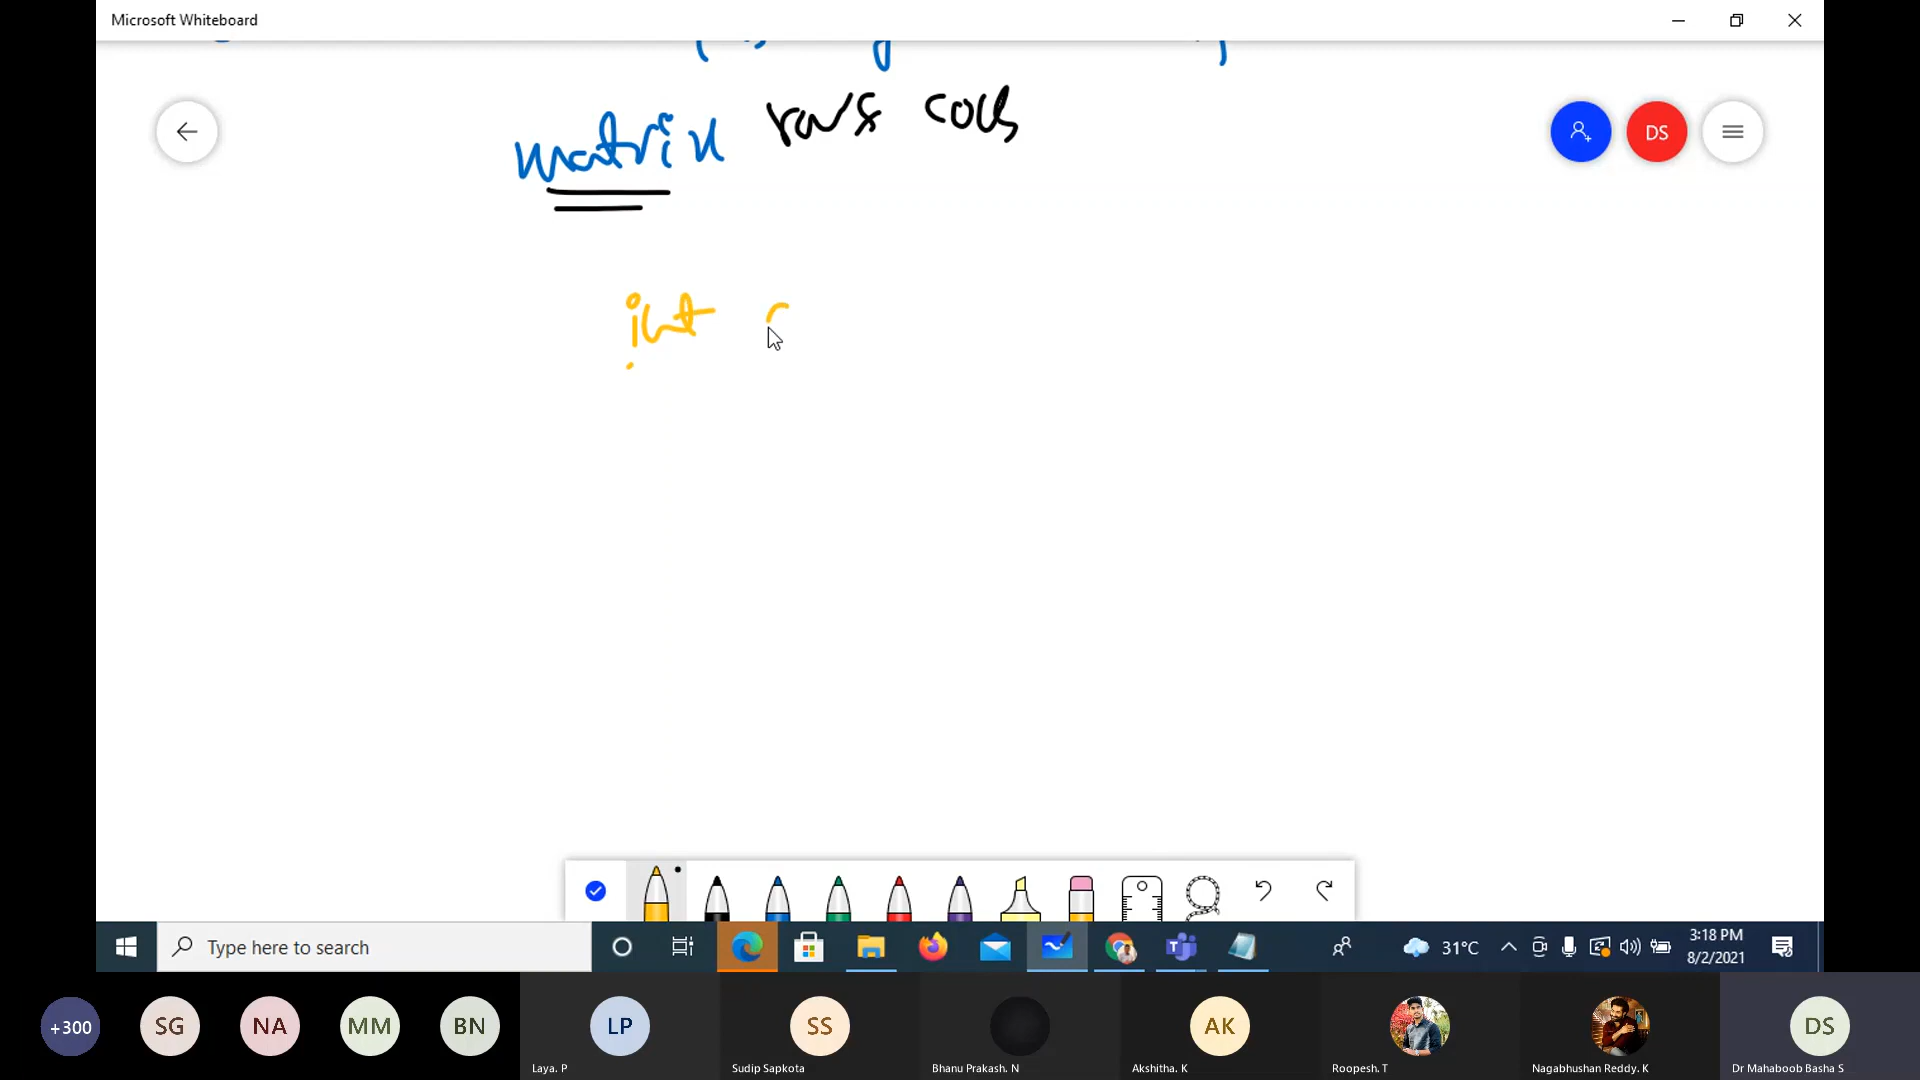 Microsoft Whiteboard
matrix rows cols
DS
int
Type here to search
31°C
3:18 PM
8/2/2021
+300
SG
NA
MM
BN
LP
SS
AK
DS
Laya. P
Sudip Sapkota
Bhanu Prakash. N
Akshitha. K
Roopesh. T
Nagabhushan Reddy. K
Dr Mahaboob Basha S